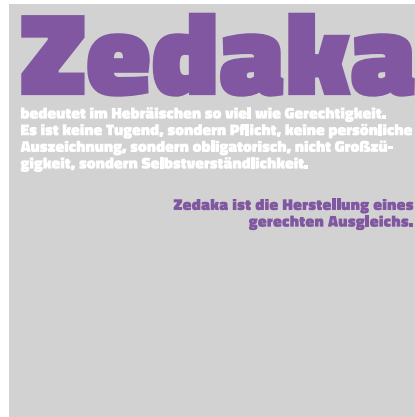 Zedaka
bedeutet im Hebräischen so viel wie Gerechtigkeit.
Es ist keine Tugend, sondern Pflicht, keine persönliche
Auszeichnung, sondern obligatorisch, nicht Großzü-
gigkeit, sondern Selbstverständlichkeit.
Zedaka ist die Herstellung eines
gerechten Ausgleichs.